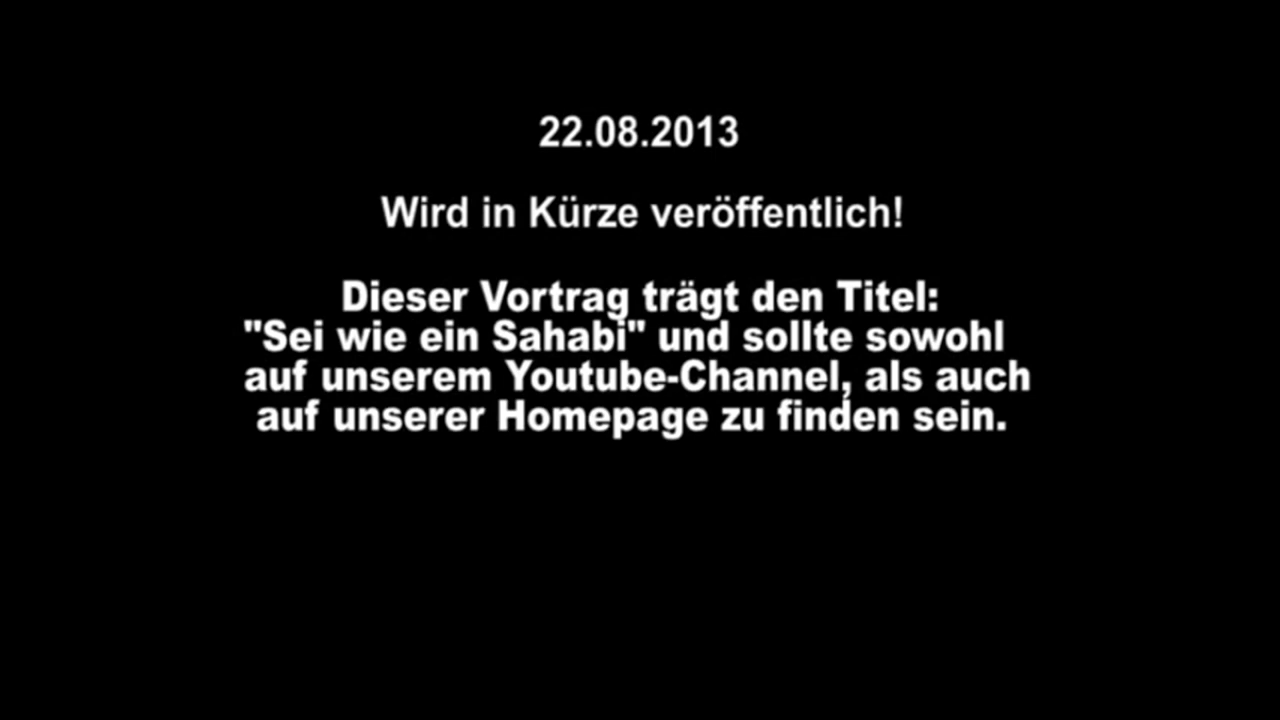 22.08.2013
Wird in Kürze veröffentlich!
Dieser Vortrag trägt den Titel:
"Sei wie ein Sahabi" und sollte sowohl
auf unserem Youtube-Channel, als auch
auf unserer Homepage zu finden sein.